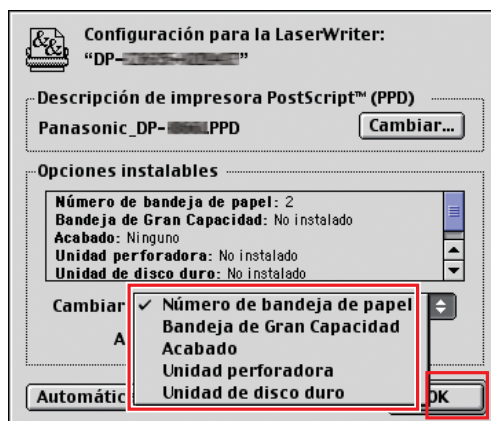 Configuración para la LaserWriter:
“DP-
Descripción de impresora PostScript™ (PPD)
Panasonic_DP- .PPD
Cambiar...
Opciones instalables
Número de bandeja de papel: 2
Bandeja de Gran Capacidad: No instalado
Acabado: Ninguno
Unidad perforadora: No instalado
Unidad de disco duro: No instalado
Cambiar
✓ Número de bandeja de papel
Bandeja de Gran Capacidad
Acabado
Unidad perforadora
Unidad de disco duro